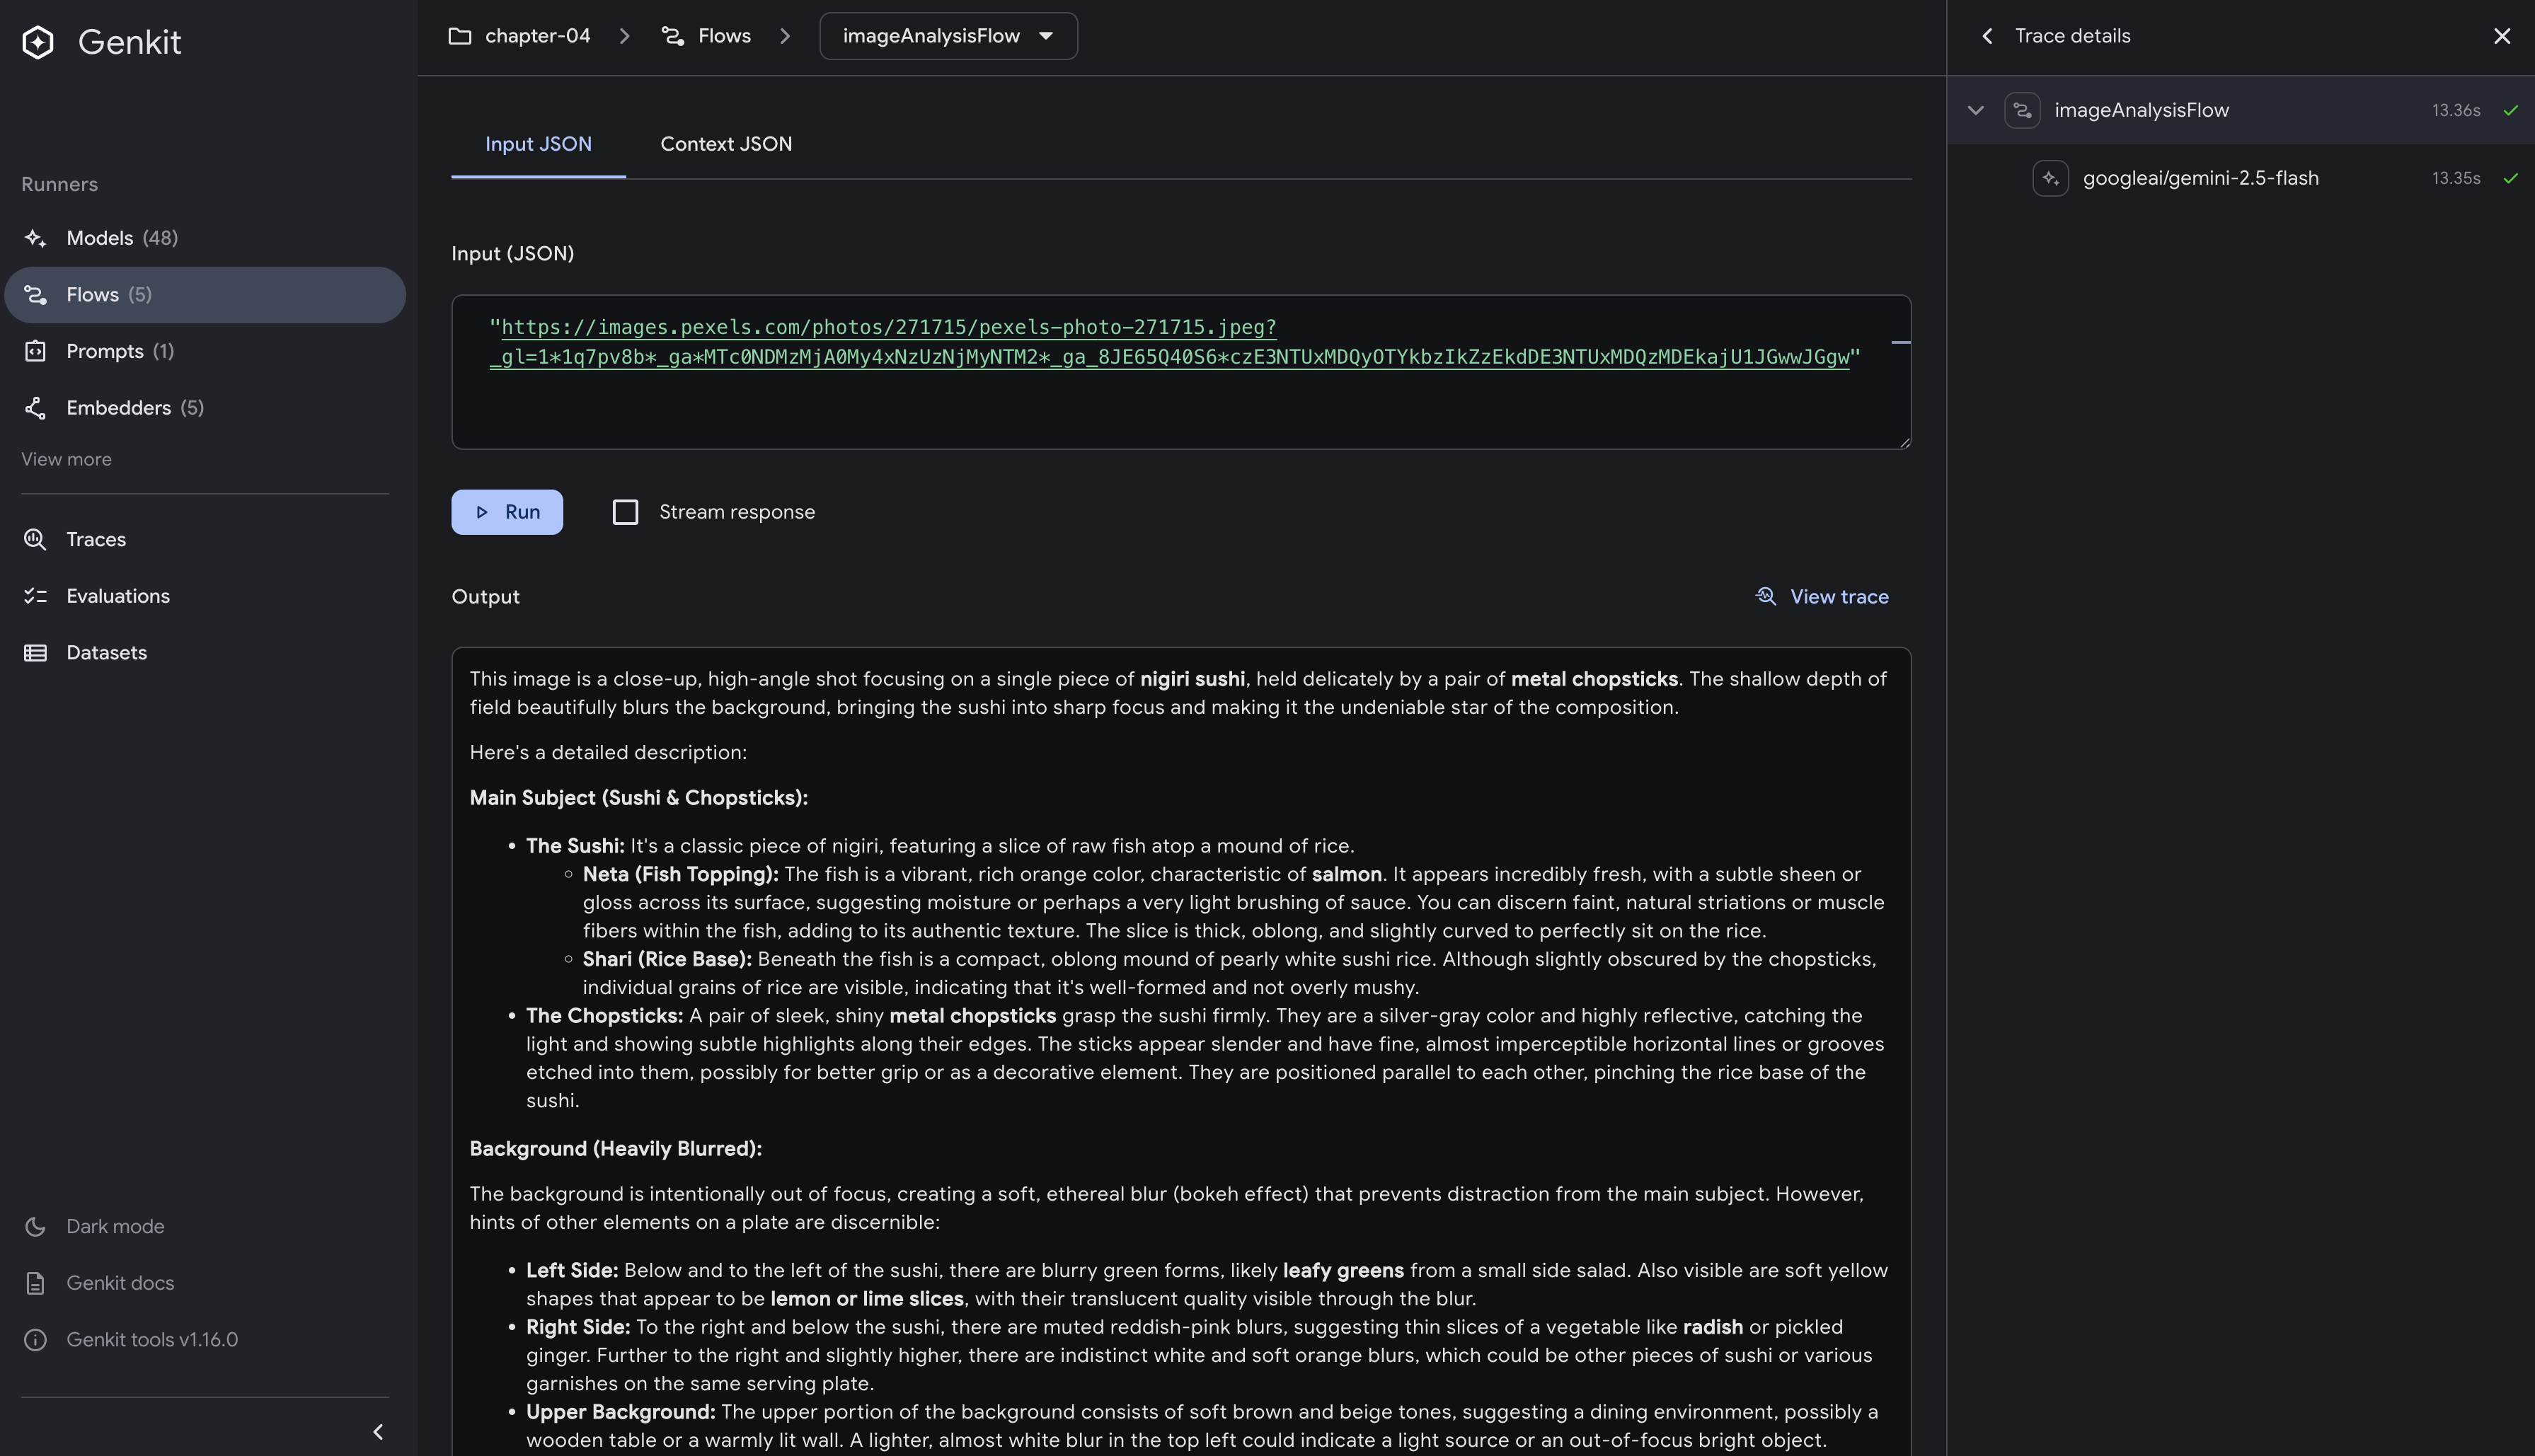 Genkit
Runners
Models (48)
Flows (5)
Prompts (1)
Embedders (5)
View more
Traces
Evaluations
Datasets
Dark mode
Genkit docs
Genkit tools v1.16.0
chapter-04
Flows
imageAnalysisFlow
Input JSON
Context JSON
Input (JSON)
"https://images.pexels.com/photos/271715/pexels-photo-271715.jpeg?
_gl=1*1q7pv8b*_ga*MTc0NDMzMjA0My4xNzUzNjMyNTM2*_ga_8JE65Q40S6*czE3NTUxMDQyOTYkbzIkZzEkdDE3NTUxMDQzMDEkajU1JGwwJGgw"
Run
Stream response
Output
View trace
This image is a close-up, high-angle shot focusing on a single piece of nigiri sushi, held delicately by a pair of metal chopsticks. The shallow depth of
field beautifully blurs the background, bringing the sushi into sharp focus and making it the undeniable star of the composition.
Here's a detailed description:
Main Subject (Sushi & Chopsticks):
• The Sushi: It's a classic piece of nigiri, featuring a slice of raw fish atop a mound of rice.
◦ Neta (Fish Topping): The fish is a vibrant, rich orange color, characteristic of salmon. It appears incredibly fresh, with a subtle sheen or
gloss across its surface, suggesting moisture or perhaps a very light brushing of sauce. You can discern faint, natural striations or muscle
fibers within the fish, adding to its authentic texture. The slice is thick, oblong, and slightly curved to perfectly sit on the rice.
◦ Shari (Rice Base): Beneath the fish is a compact, oblong mound of pearly white sushi rice. Although slightly obscured by the chopsticks,
individual grains of rice are visible, indicating that it's well-formed and not overly mushy.
• The Chopsticks: A pair of sleek, shiny metal chopsticks grasp the sushi firmly. They are a silver-gray color and highly reflective, catching the
light and showing subtle highlights along their edges. The sticks appear slender and have fine, almost imperceptible horizontal lines or grooves
etched into them, possibly for better grip or as a decorative element. They are positioned parallel to each other, pinching the rice base of the
sushi.
Background (Heavily Blurred):
The background is intentionally out of focus, creating a soft, ethereal blur (bokeh effect) that prevents distraction from the main subject. However,
hints of other elements on a plate are discernible:
• Left Side: Below and to the left of the sushi, there are blurry green forms, likely leafy greens from a small side salad. Also visible are soft yellow
shapes that appear to be lemon or lime slices, with their translucent quality visible through the blur.
• Right Side: To the right and below the sushi, there are muted reddish-pink blurs, suggesting thin slices of a vegetable like radish or pickled
ginger. Further to the right and slightly higher, there are indistinct white and soft orange blurs, which could be other pieces of sushi or various
garnishes on the same serving plate.
• Upper Background: The upper portion of the background consists of soft brown and beige tones, suggesting a dining environment, possibly a
wooden table or a warmly lit wall. A lighter, almost white blur in the top left could indicate a light source or an out-of-focus bright object.
Trace details
imageAnalysisFlow 13.36s
googleai/gemini-2.5-flash 13.35s